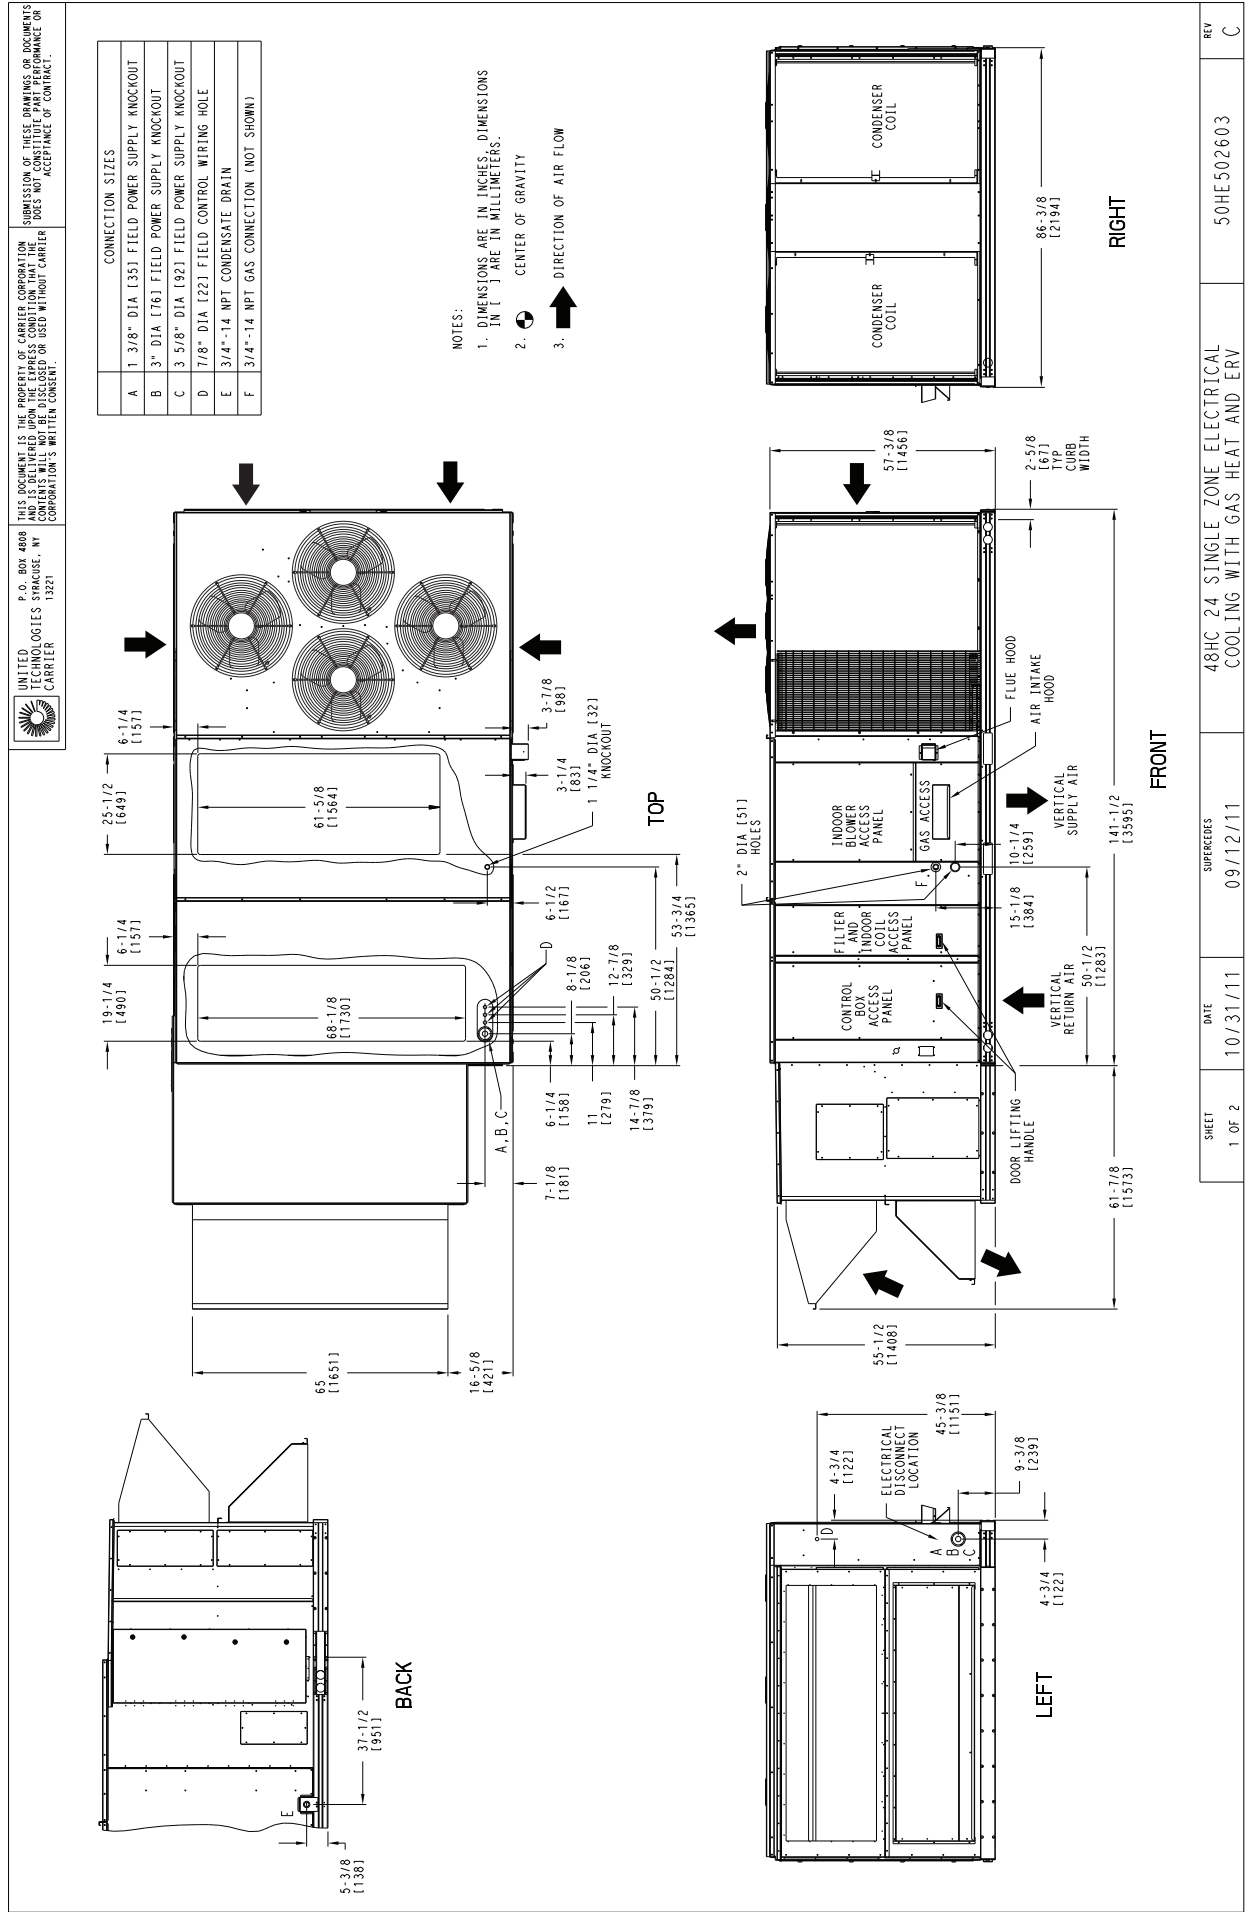 UNITED
TECHNOLOGIES
CARRIER
P.O. BOX 4808
SYRACUSE, NY
13221
THIS DOCUMENT IS THE PROPERTY OF CARRIER CORPORATION
AND IS DELIVERED UPON THE EXPRESS CONDITION THAT THE
CONTENTS WILL NOT BE DISCLOSED OR USED WITHOUT CARRIER
CORPORATION'S WRITTEN CONSENT.
SUBMISSION OF THESE DRAWINGS OR DOCUMENTS
DOES NOT CONSTITUTE PART PERFORMANCE OR
ACCEPTANCE OF CONTRACT.
CONNECTION SIZES
A 1 3/8" DIA [35] FIELD POWER SUPPLY KNOCKOUT
B 3" DIA [76] FIELD POWER SUPPLY KNOCKOUT
C 3 5/8" DIA [92] FIELD POWER SUPPLY KNOCKOUT
D 7/8" DIA [22] FIELD CONTROL WIRING HOLE
E 3/4"-14 NPT CONDENSATE DRAIN
F 3/4"-14 NPT GAS CONNECTION (NOT SHOWN)
NOTES:
1. DIMENSIONS ARE IN INCHES, DIMENSIONS
IN [ ] ARE IN MILLIMETERS.
2. CENTER OF GRAVITY
3. DIRECTION OF AIR FLOW
5-3/8
[138]
E
37-1/2
[951]
BACK
65
[1651]
16-5/8
[421]
19-1/4
[490]
6-1/4
[157]
25-1/2
[649]
6-1/4
[157]
68-1/8
[1730]
61-5/8
[1564]
A,B,C
7-1/8
[181]
6-1/4
[158]
11
[279]
14-7/8
[379]
8-1/8
[206]
12-7/8
[329]
D
6-1/2
[167]
50-1/2
[1284]
53-3/4
[1365]
3-1/4
[83]
1 1/4" DIA [32]
KNOCKOUT
3-7/8
[98]
TOP
4-3/4
[122]
D
45-3/8
[1151]
ELECTRICAL
DISCONNECT
LOCATION
A
B
C
9-3/8
[239]
4-3/4
[122]
LEFT
55-1/2
[1408]
61-7/8
[1573]
DOOR LIFTING
HANDLE
CONTROL
BOX
ACCESS
PANEL
FILTER
AND
INDOOR
COIL
ACCESS
PANEL
2" DIA [51]
HOLES
F
INDOOR
BLOWER
ACCESS
PANEL
GAS ACCESS
VERTICAL
RETURN AIR
50-1/2
[1283]
15-1/8
[384]
10-1/4
[259]
VERTICAL
SUPPLY AIR
141-1/2
[3595]
FLUE HOOD
AIR INTAKE
HOOD
57-3/8
[1456]
2-5/8
[67]
TYP
CURB
WIDTH
FRONT
CONDENSER
COIL
CONDENSER
COIL
86-3/8
[2194]
RIGHT
SHEET
1 OF 2
DATE
10/31/11
SUPERCEDES
09/12/11
48HC 24 SINGLE ZONE ELECTRICAL
COOLING WITH GAS HEAT AND ERV
50HE502603
REV
C